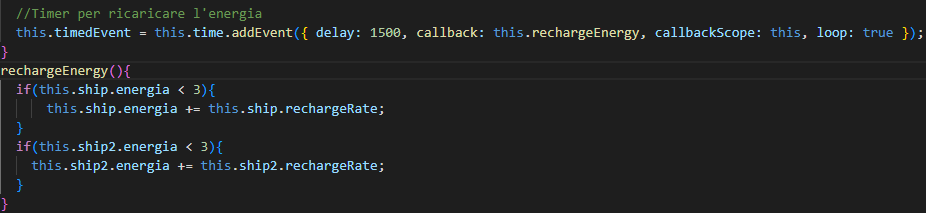 //Timer per ricaricare l'energia
this.timedEvent = this.time.addEvent({ delay: 1500, callback: this.rechargeEnergy, callbackScope: this, loop: true });
}
rechargeEnergy(){
if(this.ship.energia < 3){
this.ship.energia += this.ship.rechargeRate;
}
if(this.ship2.energia < 3){
this.ship2.energia += this.ship2.rechargeRate;
}
}